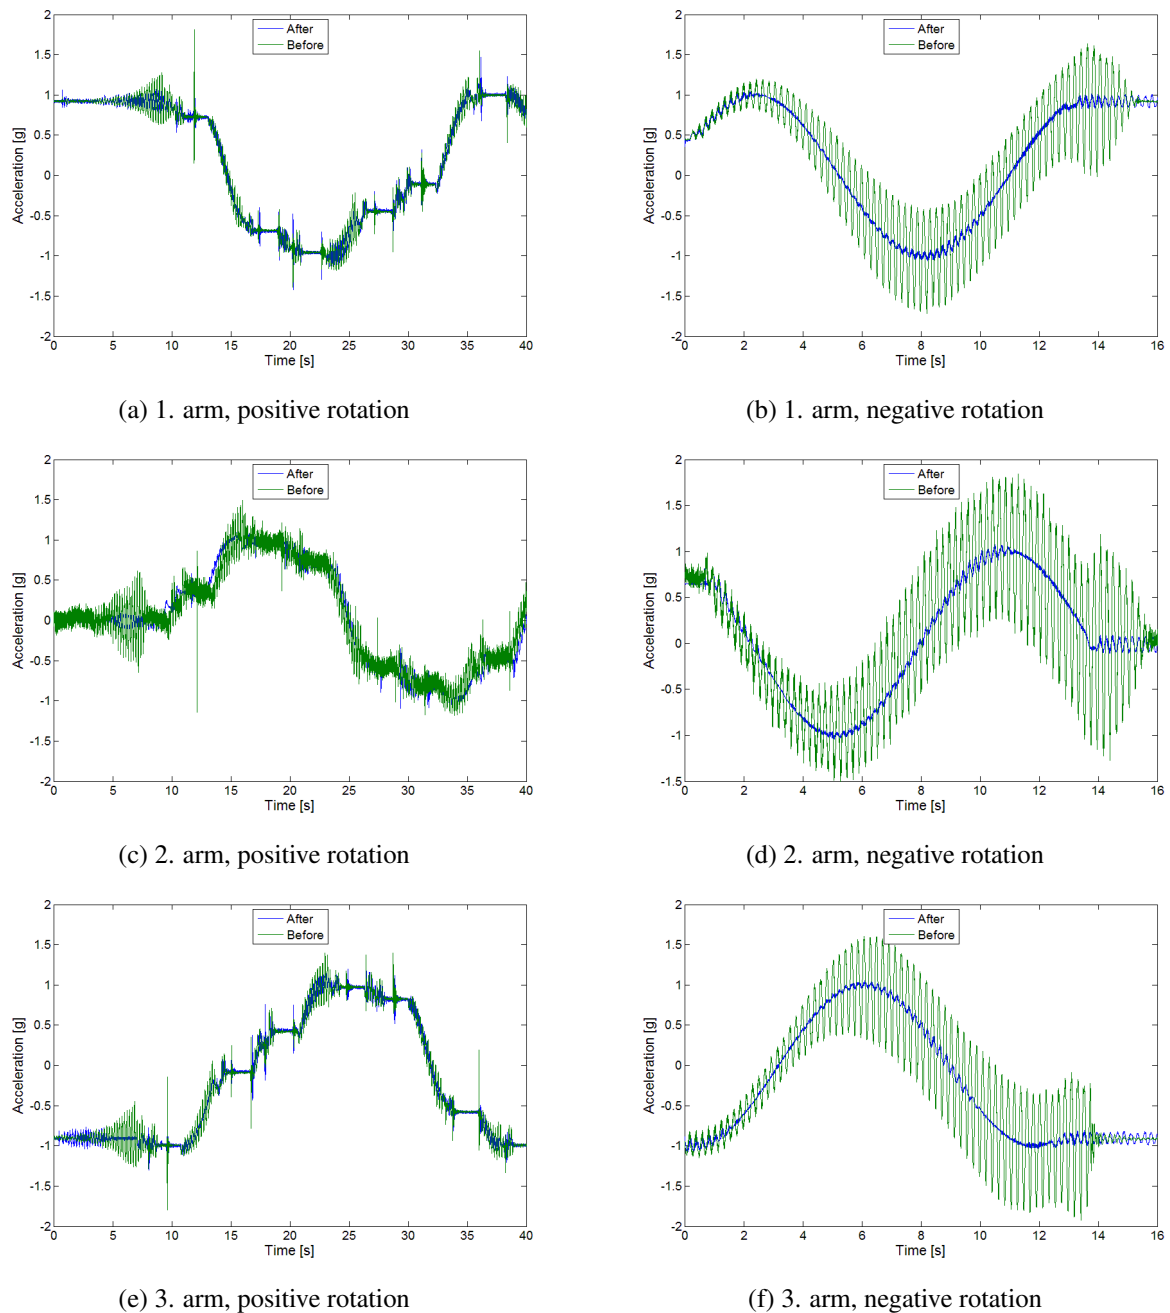 2
1.5
1
0.5
0
-0.5
-1
-1.5
-2
0 5 10 15 20 25 30 35 40
Acceleration [g]
Time [s]
After
Before
(a) 1. arm, positive rotation
2
1.5
1
0.5
0
-0.5
-1
-1.5
-2
0 2 4 6 8 10 12 14 16
Acceleration [g]
Time [s]
After
Before
(b) 1. arm, negative rotation
2
1.5
1
0.5
0
-0.5
-1
-1.5
-2
0 5 10 15 20 25 30 35 40
Acceleration [g]
Time [s]
After
Before
(c) 2. arm, positive rotation
2
1.5
1
0.5
0
-0.5
-1
-1.5
0 2 4 6 8 10 12 14 16
Acceleration [g]
Time [s]
After
Before
(d) 2. arm, negative rotation
2
1.5
1
0.5
0
-0.5
-1
-1.5
-2
0 5 10 15 20 25 30 35 40
Acceleration [g]
Time [s]
After
Before
(e) 3. arm, positive rotation
2
1.5
1
0.5
0
-0.5
-1
-1.5
-2
0 2 4 6 8 10 12 14 16
Acceleration [g]
Time [s]
After
Before
(f) 3. arm, negative rotation